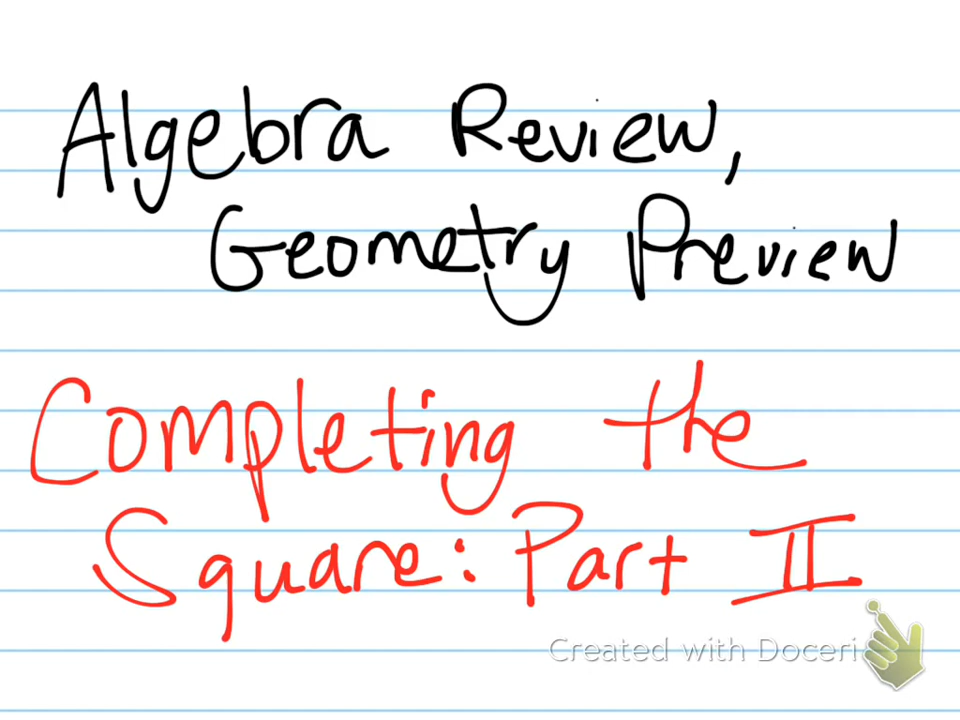 Algebra Review,
Geometry Preview
Completing the
Square: Part II
Created with Doceri